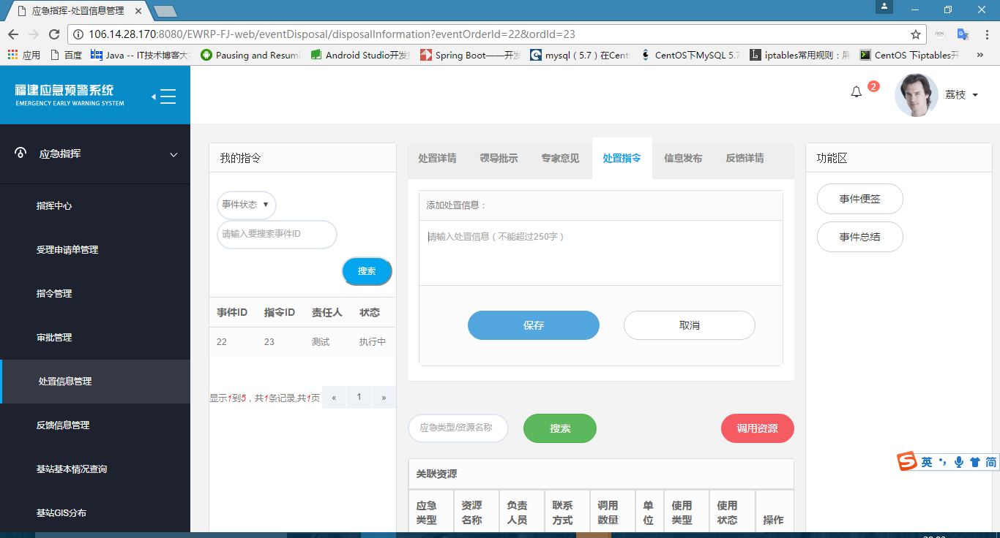 应急指挥-处置信息管理
106.14.28.170:8080/EWRP-FJ-web/eventDisposal/disposalInformation?eventOrderId=22&ordId=23
应用 百度 Java -- IT技术博客大 Pausing and Resumi Android Studio开发 Spring Boot——开发 mysql（5.7）在Cent CentOS下MySQL 5.7 iptables常用规则：屏 CentOS 下iptables开 »
福建应急预警系统
EMERGENCY EARLY WARNING SYSTEM
2
荔枝
应急指挥
指挥中心
受理申请单管理
指令管理
审批管理
处置信息管理
反馈信息管理
基站基本情况查询
基站GIS分布
我的指令
事件状态
请输入要搜索事件ID
搜索
事件ID 指令ID 责任人 状态
22 23 测试 执行中
显示1到5，共1条记录,共1页 « 1 »
处置详情 领导批示 专家意见 处置指令 信息发布 反馈详情
添加处置信息：
请输入处置信息（不能超过250字）
保存 取消
应急类型/资源名称 搜索 调用资源
关联资源
应急类型 资源名称 负责人员 联系方式 调用数量 单位 使用类型 使用状态 操作
功能区
事件便签
事件总结
英 简